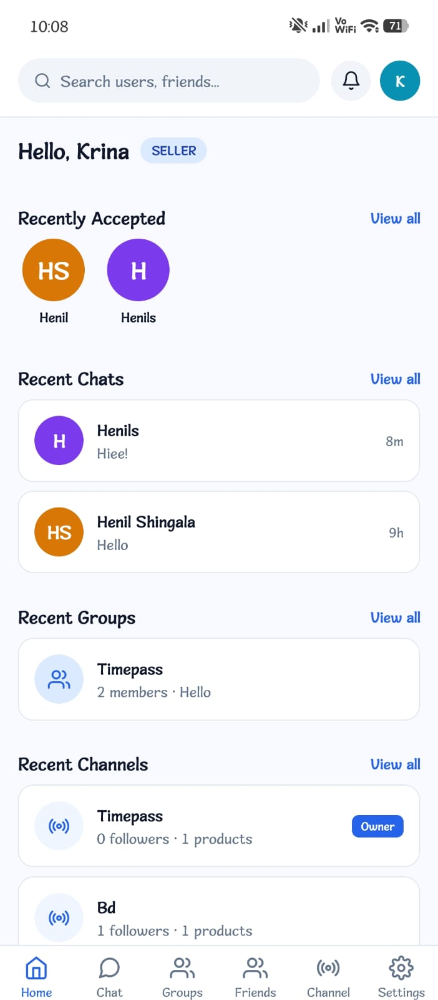 10:08
Vo
WiFi
71
Search users, friends...
K
Hello, Krina
SELLER
Recently Accepted
View all
HS
H
Henil
Henils
Recent Chats
View all
H
Henils
Hiee!
8m
HS
Henil Shingala
Hello
9h
Recent Groups
View all
Timepass
2 members · Hello
Recent Channels
View all
Timepass
0 followers · 1 products
Owner
Bd
1 followers · 1 products
Home
Chat
Groups
Friends
Channel
Settings